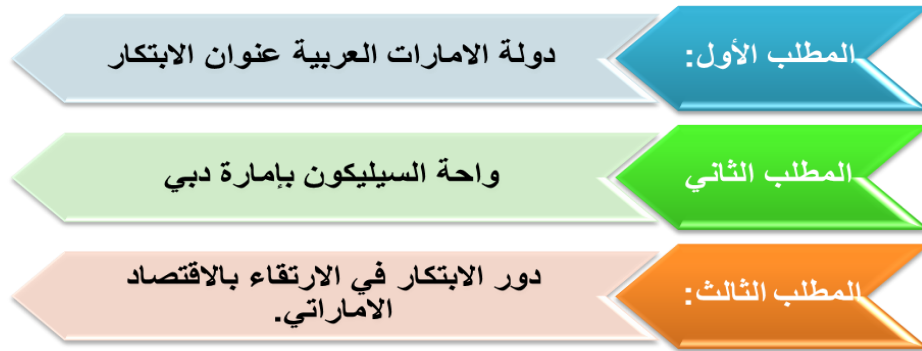 المطلب الأول:
دولة الامارات العربية عنوان الابتكار
المطلب الثاني
واحة السيليكون بإمارة دبي
المطلب الثالث:
دور الابتكار في الارتقاء بالاقتصاد
الاماراتي.